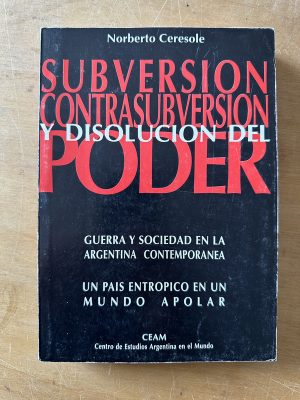 Norberto Ceresole
SUBVERSION
CONTRASUBVERSION
Y DISOLUCION DEL
PODER
GUERRA Y SOCIEDAD EN LA
ARGENTINA CONTEMPORANEA
UN PAIS ENTROPICO EN UN
MUNDO APOLAR
CEAM
Centro de Estudios Argentina en el Mundo